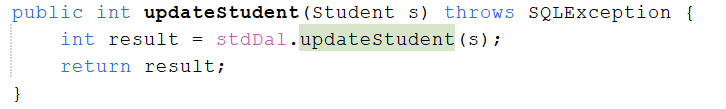 public int updateStudent(Student s) throws SQLException {
    int result = stdDal.updateStudent(s);
    return result;
}